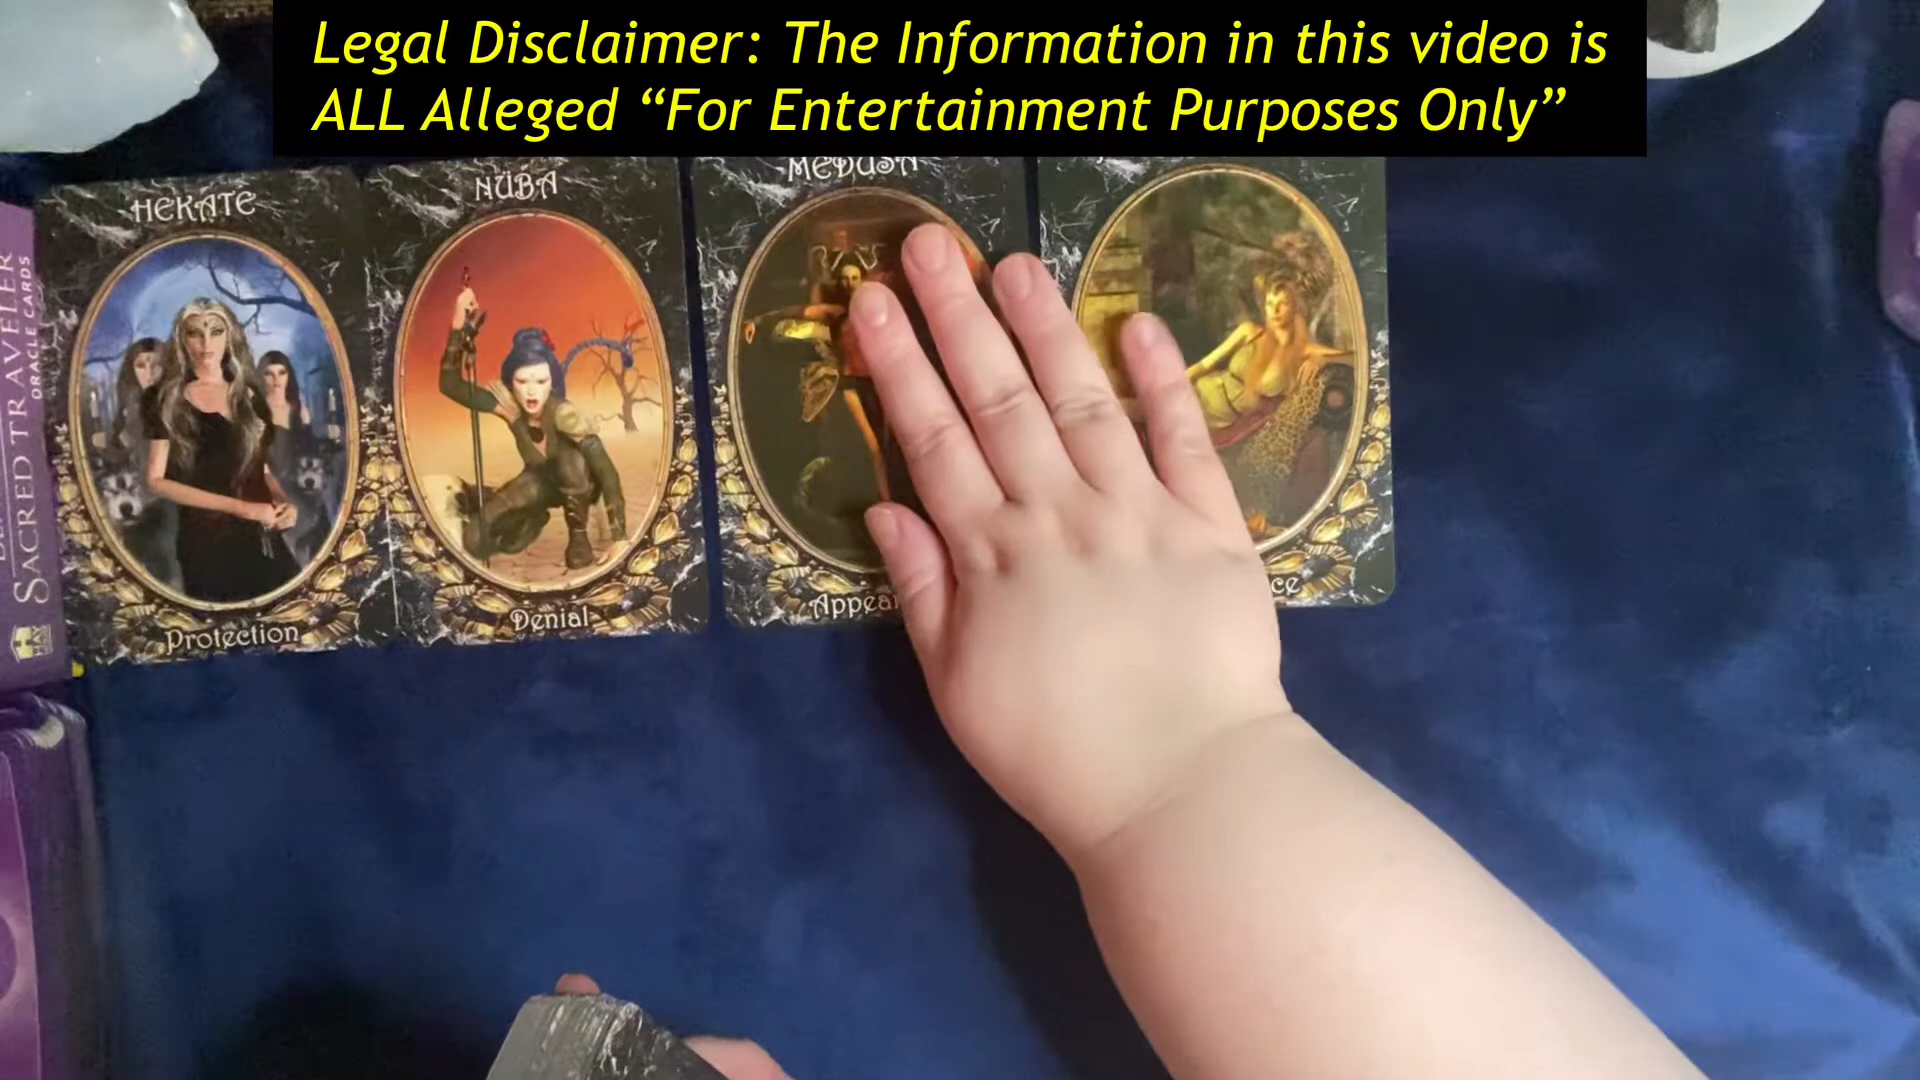 Legal Disclaimer: The Information in this video is
ALL Alleged “For Entertainment Purposes Only”
HEKATE
NÜBA
MEDUSA
Protection
Denial
SACRED TRAVELER
ORACLE CARDS